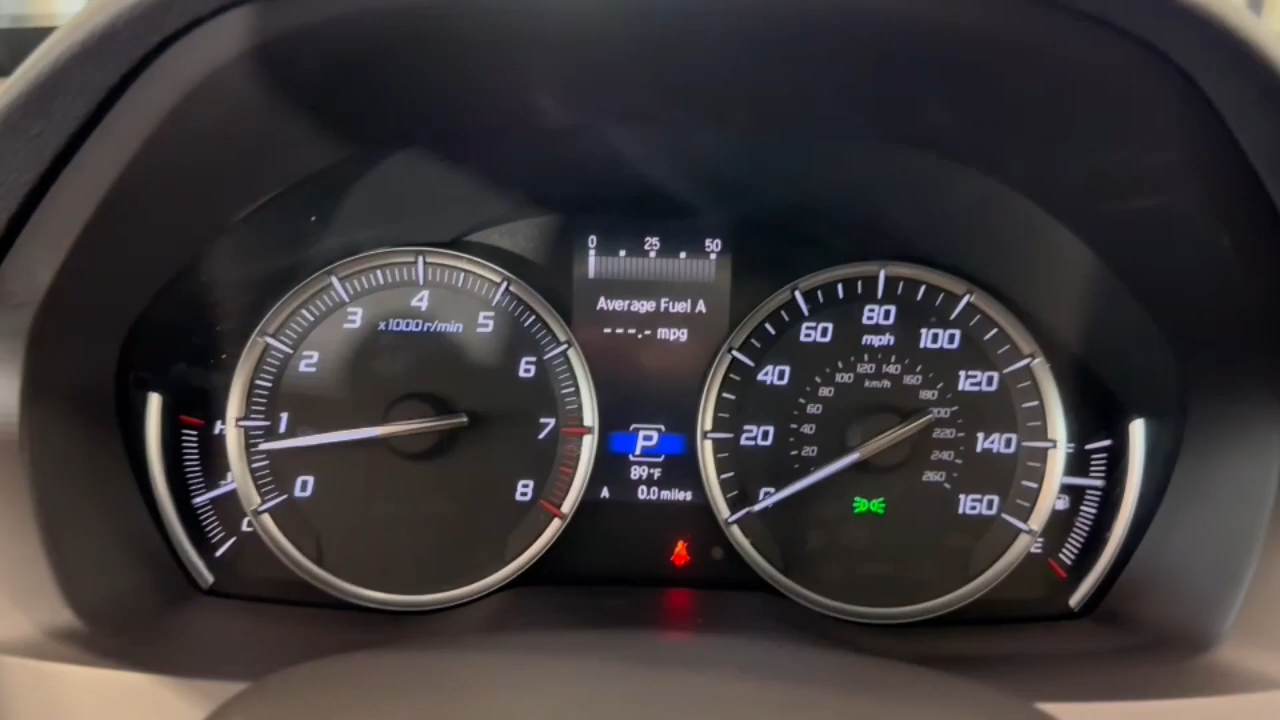 0 25 50
Average Fuel A
---.- mpg
P
89°F
A 0.0 miles
0
1
2
3
4
5
6
7
8
x1000r/min
H
C
20
40
60
80
100
120
140
160
mph
20
40
60
80
100
120
140
160
180
200
220
240
260
km/h
E